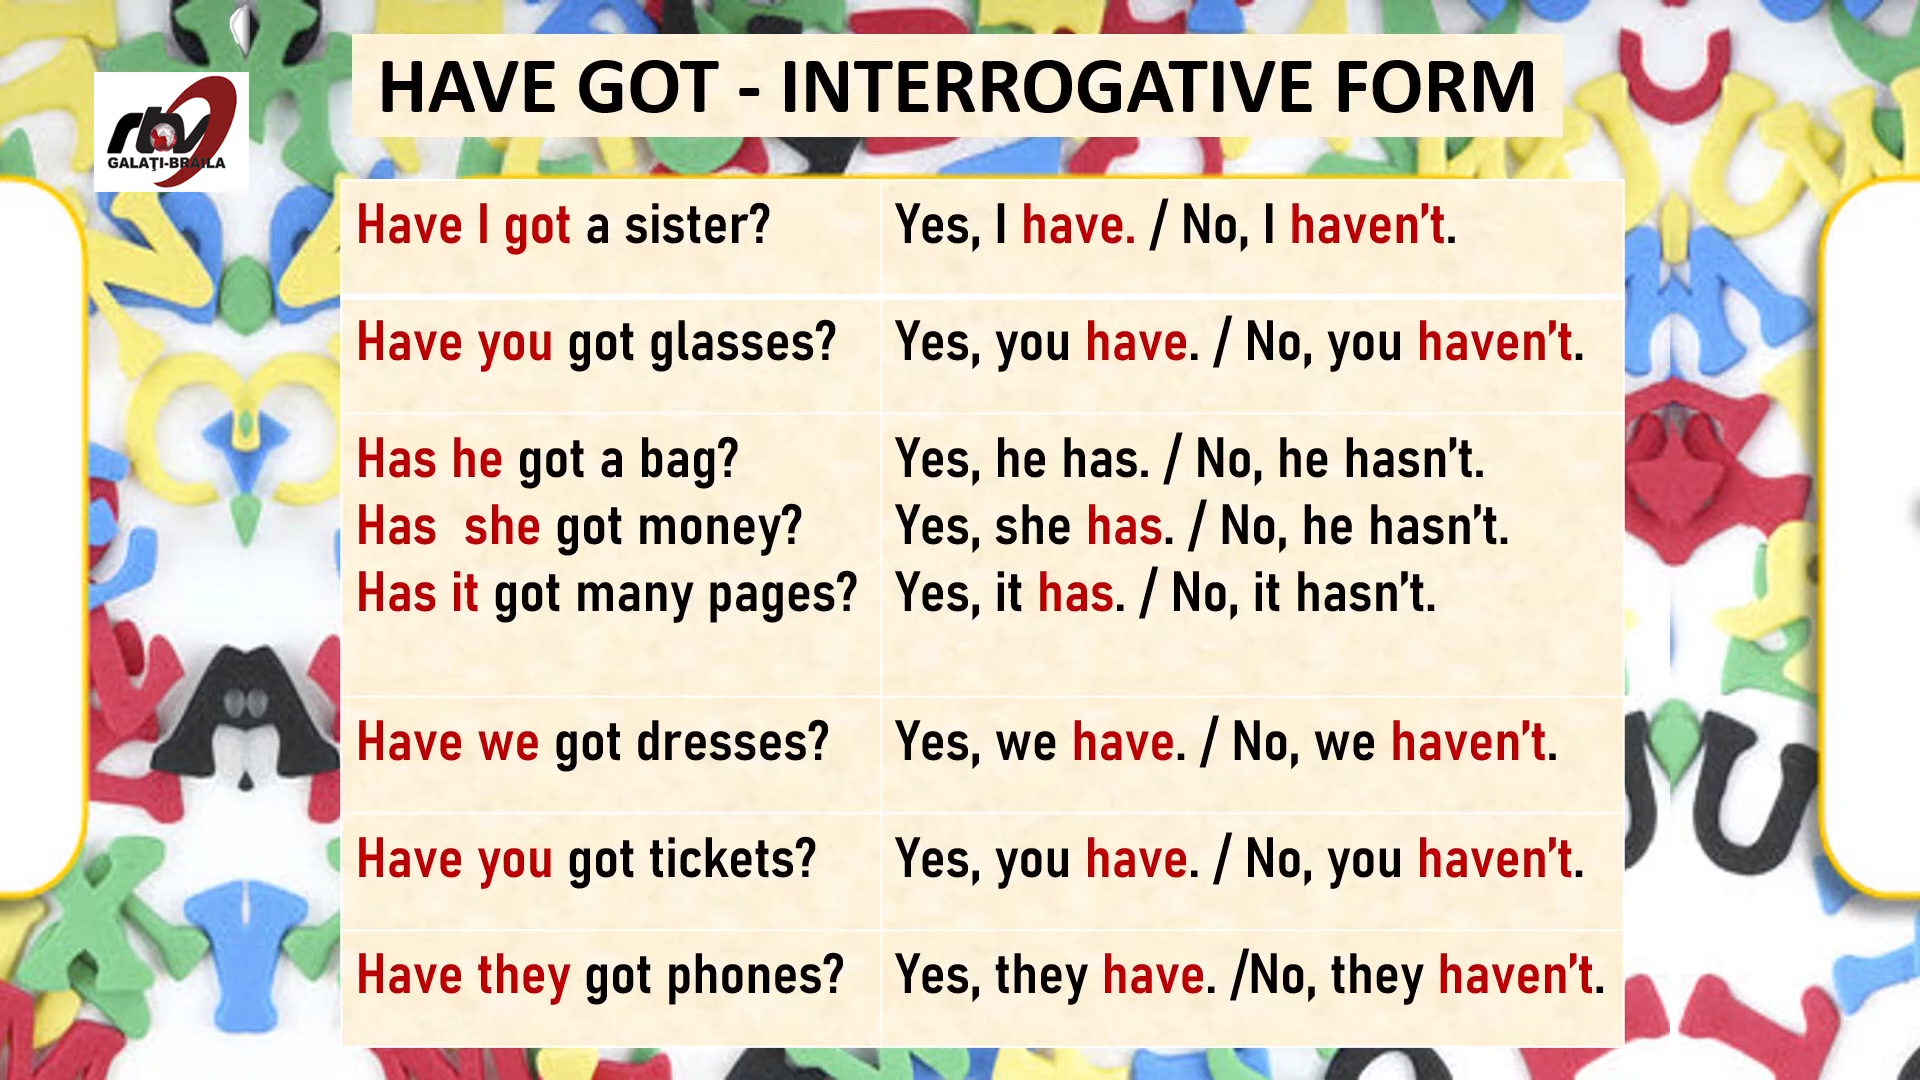 HAVE GOT - INTERROGATIVE FORM
rtv
GALAŢI-BRAILA
Have I got a sister? Yes, I have. / No, I haven't.
Have you got glasses? Yes, you have. / No, you haven't.
Has he got a bag? Yes, he has. / No, he hasn't.
Has  she got money? Yes, she has. / No, he hasn't.
Has it got many pages? Yes, it has. / No, it hasn't.
Have we got dresses? Yes, we have. / No, we haven't.
Have you got tickets? Yes, you have. / No, you haven't.
Have they got phones? Yes, they have. /No, they haven't.